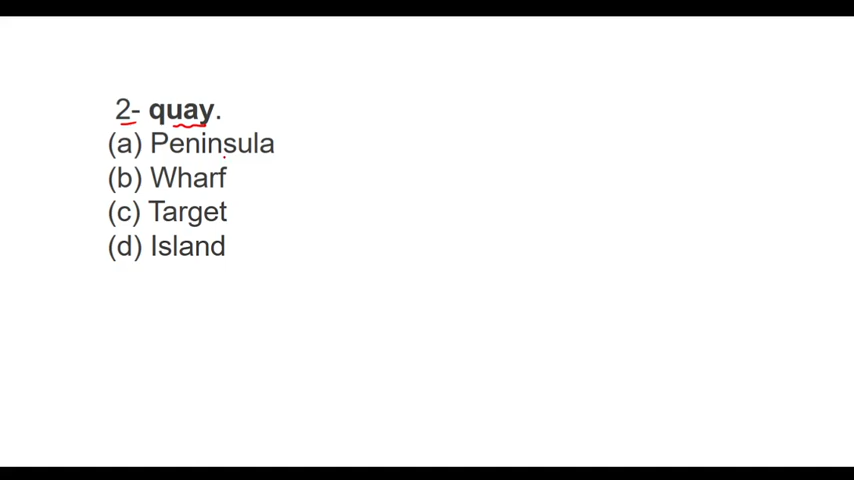 2- quay.
(a) Peninsula
(b) Wharf
(c) Target
(d) Island